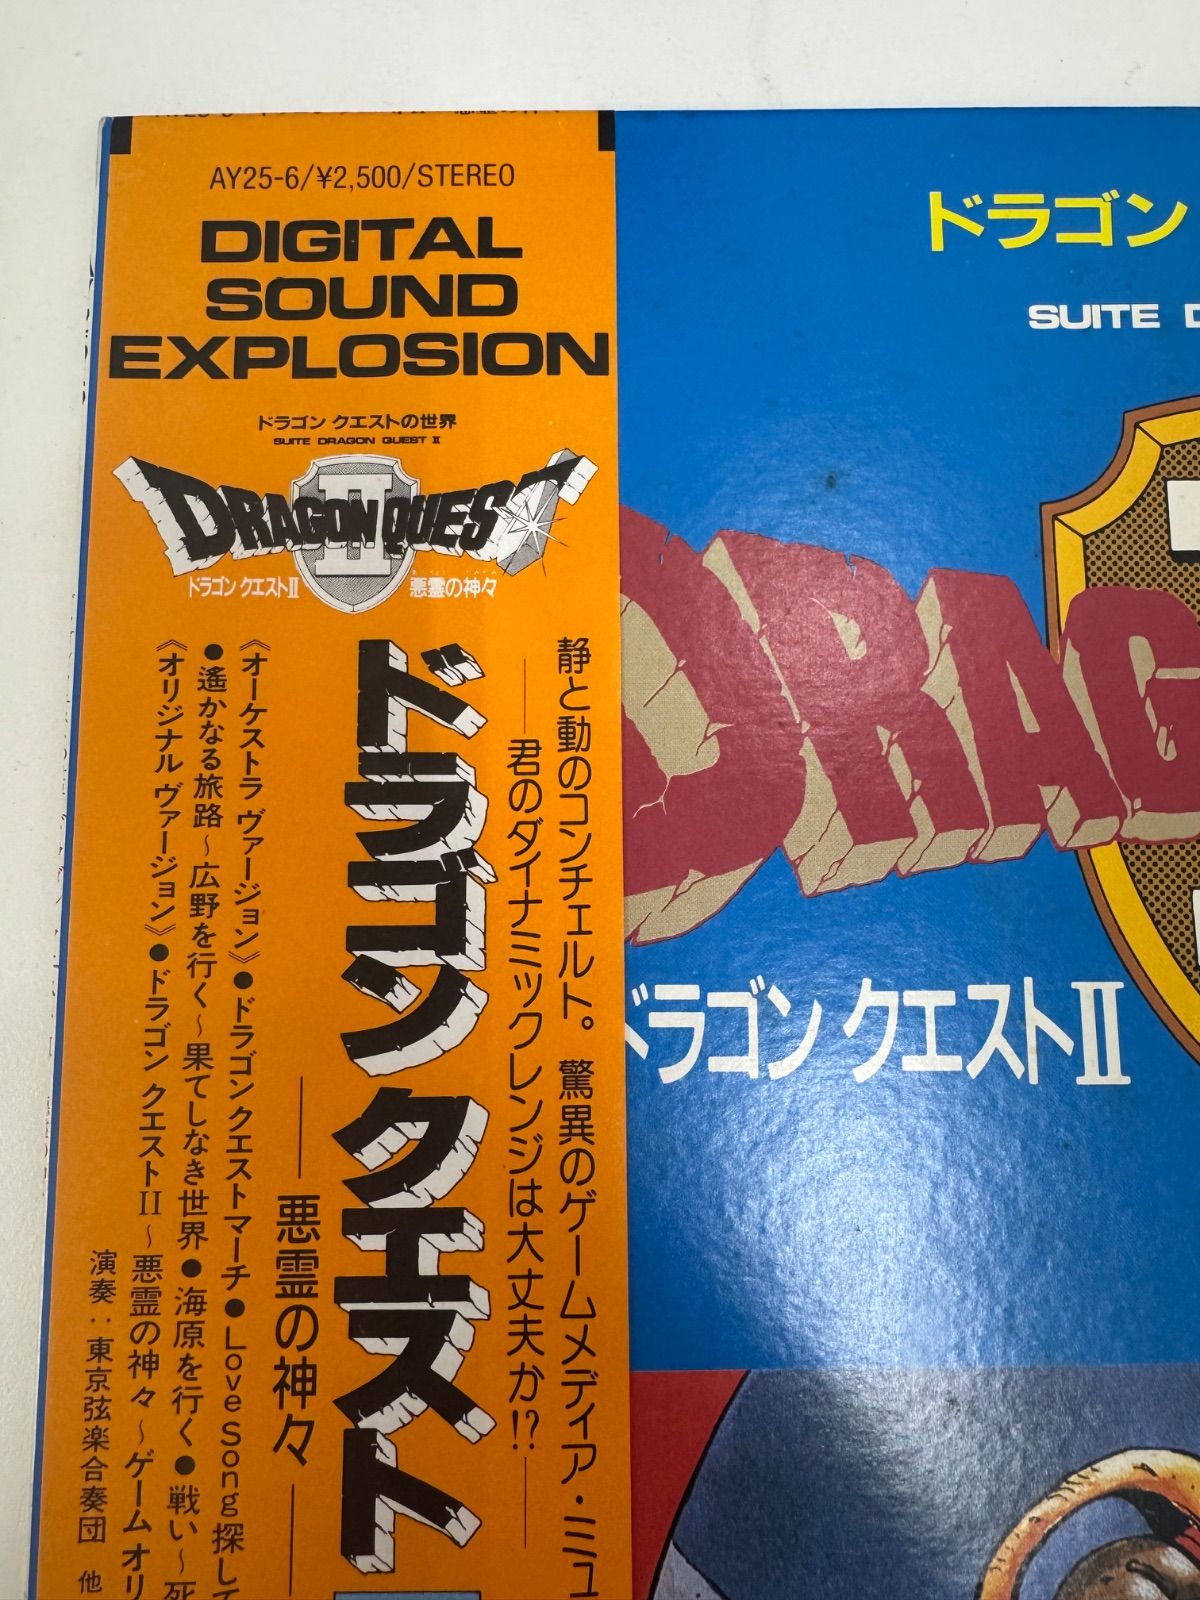 AY25-6/¥2,500/STEREO
DIGITAL
SOUND
EXPLOSION
ドラゴン クエストの世界
SUITE DRAGON QUEST II
DRAGON QUEST
II
ドラゴン クエストII 悪霊の神々
静と動のコンチェルト。驚異のゲームメディア・ミュ
―君のダイナミックレンジは大丈夫か!?―
ドラゴン クエスト
―悪霊の神々―
《オーケストラ ヴァージョン》●ドラゴン クエスト マーチ●Love Song 探して
●遙かなる旅路~広野を行く~果てしなき世界●海原を行く●戦い~死
《オリジナル ヴァージョン》●ドラゴン クエストII~悪霊の神々~ゲーム オリ
演奏:東京弦楽合奏団 他
ドラゴン
SUITE D
DRAG
ドラゴン クエストII